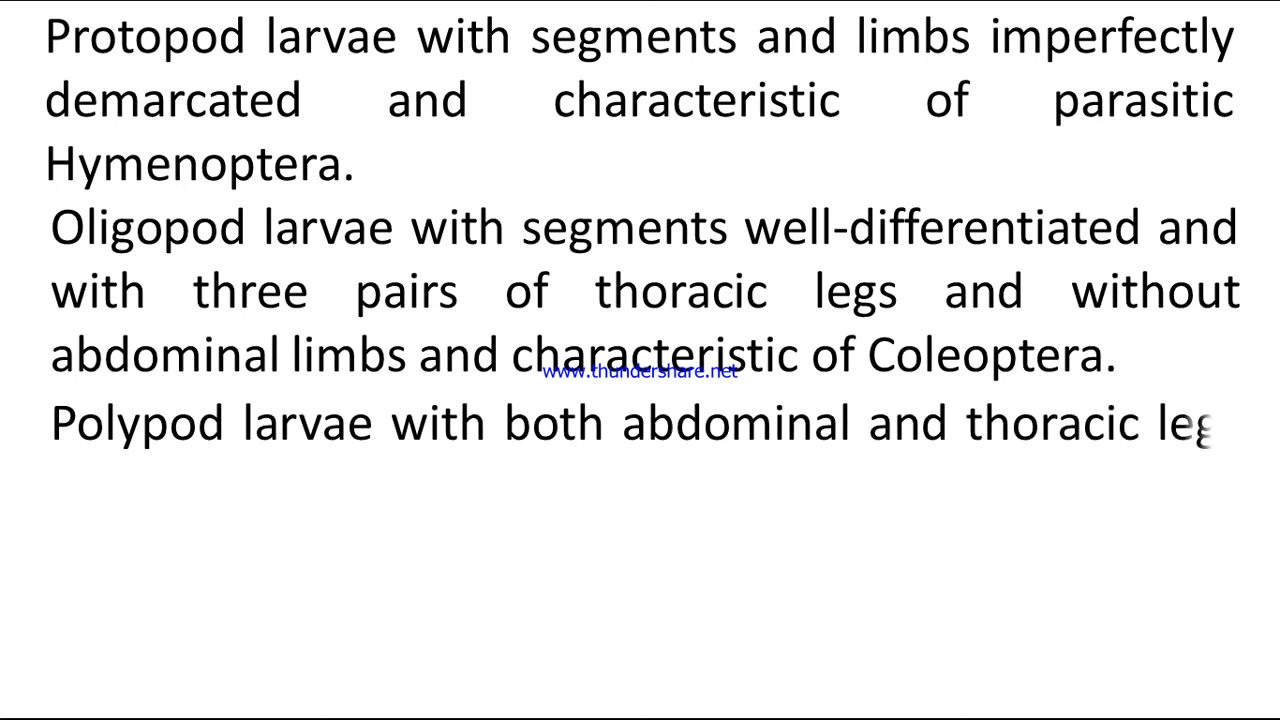 Protopod larvae with segments and limbs imperfectly
demarcated and characteristic of parasitic
Hymenoptera.
Oligopod larvae with segments well-differentiated and
with three pairs of thoracic legs and without
abdominal limbs and characteristic of Coleoptera.
www.thundershare.net
Polypod larvae with both abdominal and thoracic leg